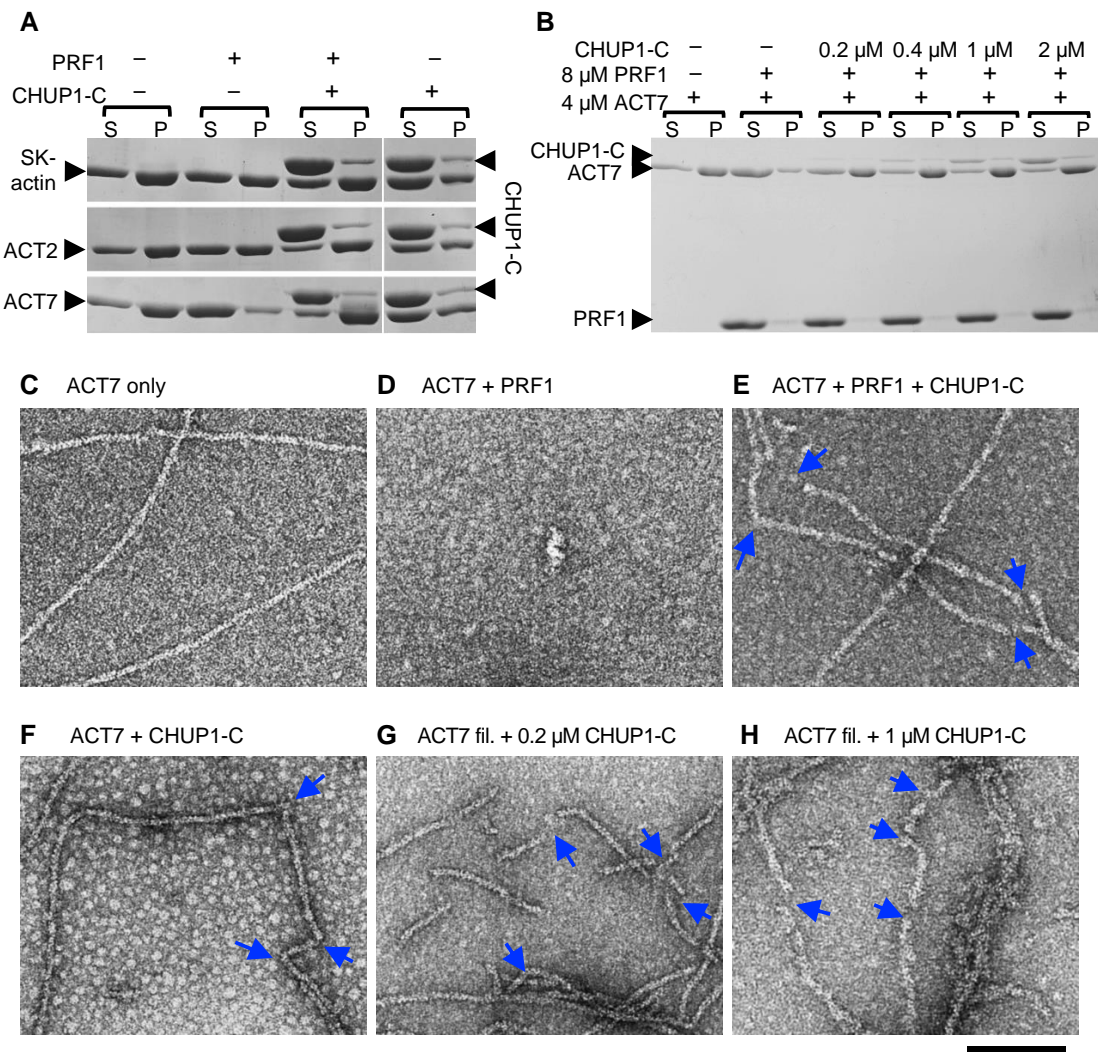 A
PRF1 – + + –
CHUP1-C – – + +
S P S P S P S P
SK-
actin
ACT2
ACT7
CHUP1-C
B
CHUP1-C – – 0.2 µM 0.4 µM 1 µM 2 µM
8 µM PRF1 – + + + + +
4 µM ACT7 + + + + + +
S P S P S P S P S P S P
CHUP1-C
ACT7
PRF1
C ACT7 only
D ACT7 + PRF1
E ACT7 + PRF1 + CHUP1-C
F ACT7 + CHUP1-C
G ACT7 fil. + 0.2 µM CHUP1-C
H ACT7 fil. + 1 µM CHUP1-C